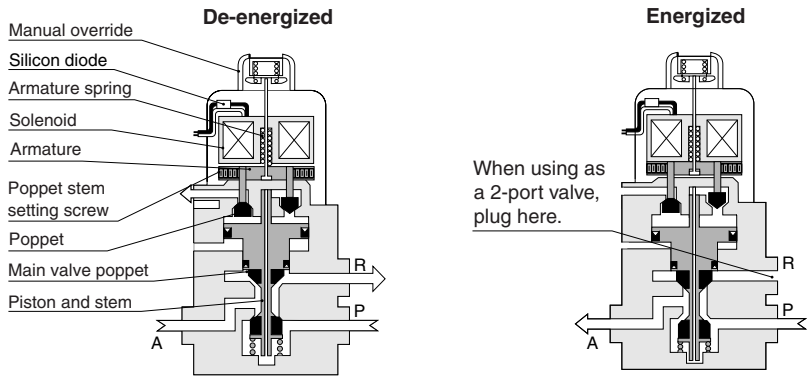 De-energized
Manual override
Silicon diode
Armature spring
Solenoid
Armature
Poppet stem
setting screw
Poppet
Main valve poppet
Piston and stem
R
P
A
Energized
When using as
a 2-port valve,
plug here.
R
P
A